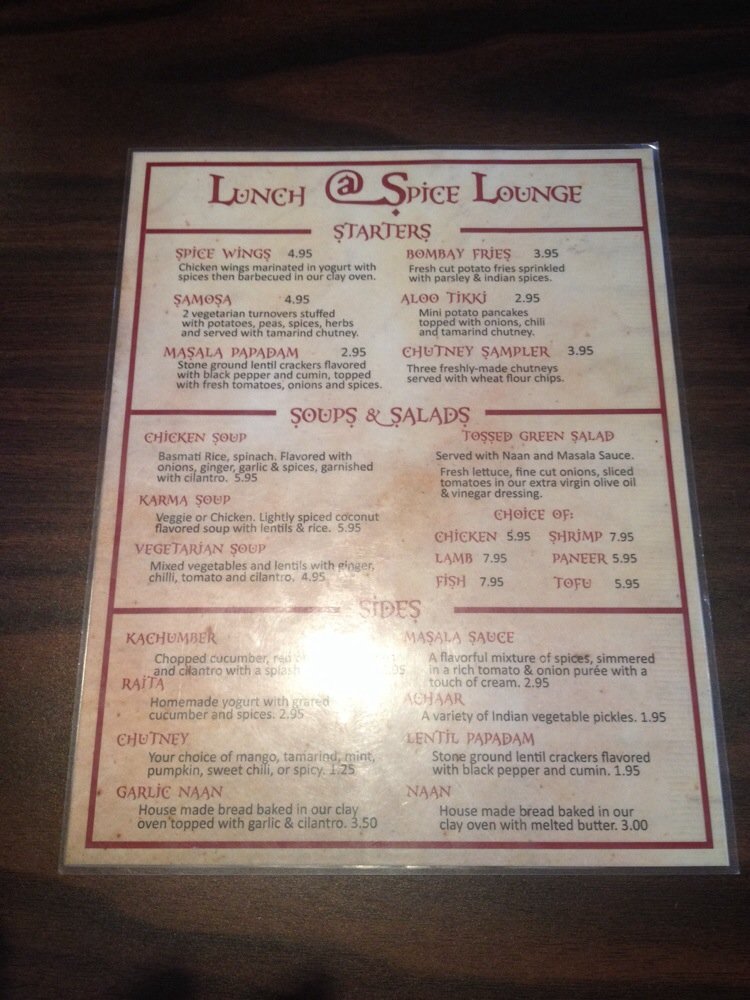 Lunch @ Spice Lounge
STARTERS
SPICE WINGS 4.95
Chicken wings marinated in yogurt with
spices then barbecued in our clay oven.
SAMOSA 4.95
2 vegetarian turnovers stuffed
with potatoes, peas, spices, herbs
and served with tamarind chutney.
MASALA PAPADAM 2.95
Stone ground lentil crackers flavored
with black pepper and cumin, topped
with fresh tomatoes, onions and spices.
BOMBAY FRIES 3.95
Fresh cut potato fries sprinkled
with parsley & indian spices.
ALOO TIKKI 2.95
Mini potato pancakes
topped with onions, chili
and tamarind chutney.
CHUTNEY SAMPLER 3.95
Three freshly-made chutneys
served with wheat flour chips.
SOUPS & SALADS
CHICKEN SOUP
Basmati Rice, spinach. Flavored with
onions, ginger, garlic & spices, garnished
with cilantro. 5.95
KARMA SOUP
Veggie or Chicken. Lightly spiced coconut
flavored soup with lentils & rice. 5.95
VEGETARIAN SOUP
Mixed vegetables and lentils with ginger,
chilli, tomato and cilantro. 4.95
TOSSED GREEN SALAD
Served with Naan and Masala Sauce.
Fresh lettuce, fine cut onions, sliced
tomatoes in our extra virgin olive oil
& vinegar dressing.
CHOICE OF:
CHICKEN 5.95 SHRIMP 7.95
LAMB 7.95 PANEER 5.95
FISH 7.95 TOFU 5.95
SIDES
KACHUMBER
Chopped cucumber,
and cilantro with a splash
RAITA
Homemade yogurt with grated
cucumber and spices. 2.95
CHUTNEY
Your choice of mango, tamarind, mint,
pumpkin, sweet chili, or spicy. 1.25
GARLIC NAAN
House made bread baked in our clay
oven topped with garlic & cilantro. 3.50
MASALA SAUCE
A flavorful mixture of spices, simmered
in a rich tomato & onion purée with a
touch of cream. 2.95
ACHAAR
A variety of Indian vegetable pickles. 1.95
LENTIL PAPADAM
Stone ground lentil crackers flavored
with black pepper and cumin. 1.95
NAAN
House made bread baked in our
clay oven with melted butter. 3.00